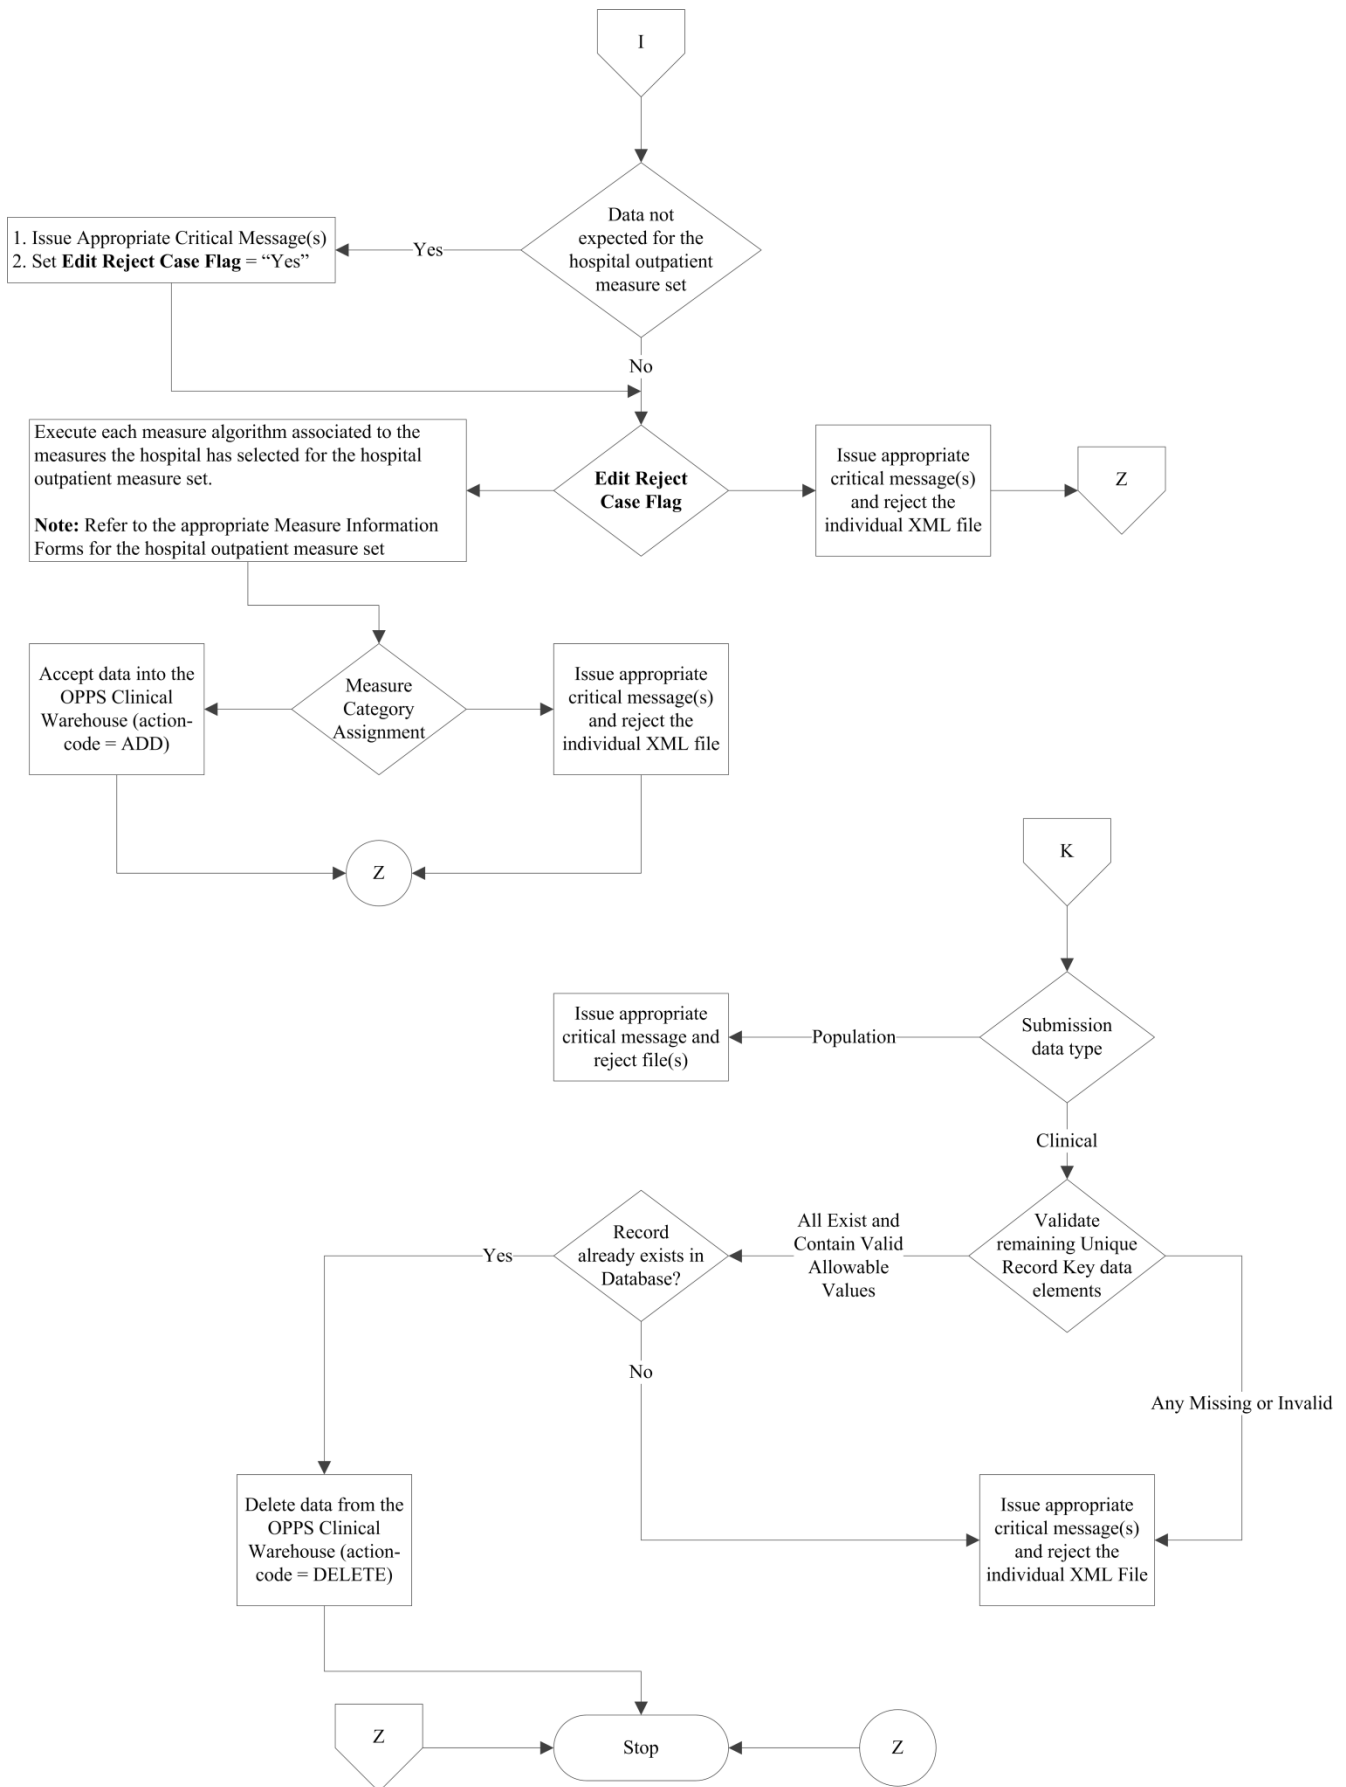 I
Data not
expected for the
hospital outpatient
measure set
Yes
1. Issue Appropriate Critical Message(s)
2. Set Edit Reject Case Flag = “Yes”
No
Execute each measure algorithm associated to the
measures the hospital has selected for the hospital
outpatient measure set.
Note: Refer to the appropriate Measure Information
Forms for the hospital outpatient measure set
Edit Reject
Case Flag
Issue appropriate
critical message(s)
and reject the
individual XML file
Z
Accept data into the
OPPS Clinical
Warehouse (action-
code = ADD)
Measure
Category
Assignment
Issue appropriate
critical message(s)
and reject the
individual XML file
Z
K
Submission
data type
Population
Issue appropriate
critical message and
reject file(s)
Clinical
Validate
remaining Unique
Record Key data
elements
All Exist and
Contain Valid
Allowable
Values
Record
already exists in
Database?
Yes
No
Any Missing or Invalid
Delete data from the
OPPS Clinical
Warehouse (action-
code = DELETE)
Issue appropriate
critical message(s)
and reject the
individual XML File
Z
Stop
Z